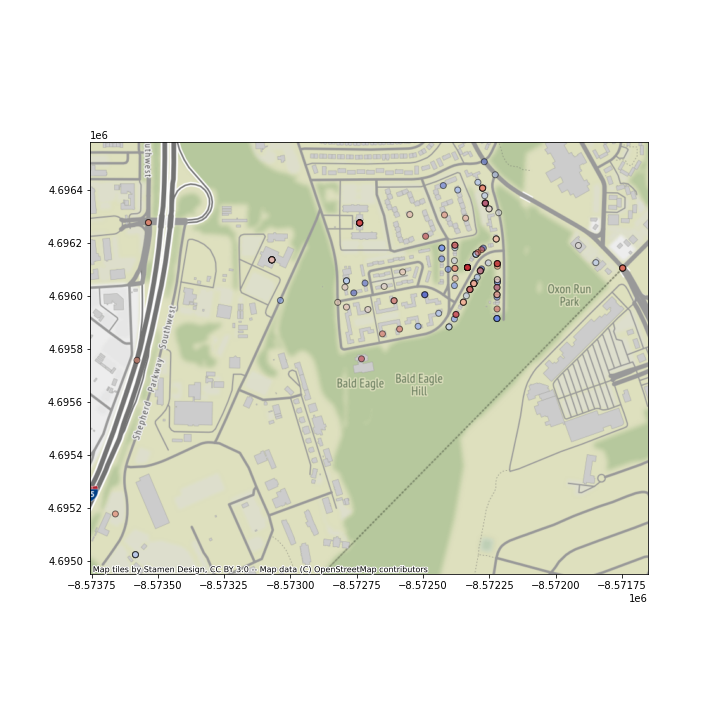 1e6
4.6964
4.6962
4.6960
4.6958
4.6956
4.6954
4.6952
4.6950
uthwest
Shepherd Parkway Southwest
Oxon Run
Park
Bald Eagle
Bald Eagle
Hill
Map tiles by Stamen Design, CC BY 3.0 -- Map data (C) OpenStreetMap contributors
−8.57375 −8.57350 −8.57325 −8.57300 −8.57275 −8.57250 −8.57225 −8.57200 −8.57175
1e6